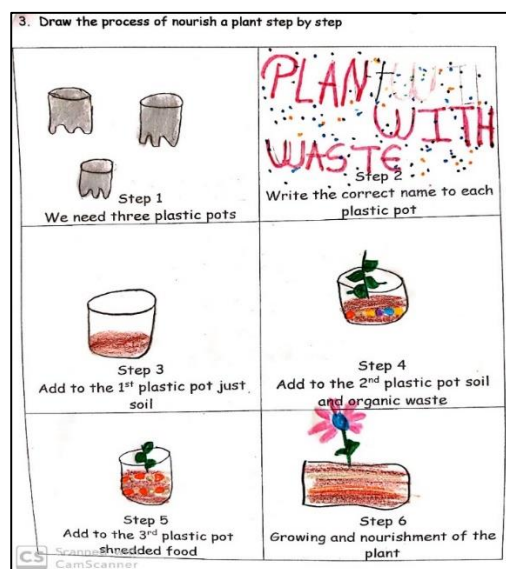 3. Draw the process of nourish a plant step by step
PLANT WITH
WASTE
Step 1
We need three plastic pots
Step 2
Write the correct name to each
plastic pot
Step 3
Add to the 1st plastic pot just
soil
Step 4
Add to the 2nd plastic pot soil
and organic waste
Step 5
Add to the 3rd plastic pot
shredded food
Step 6
Growing and nourishment of the
plant
CS
CamScanner